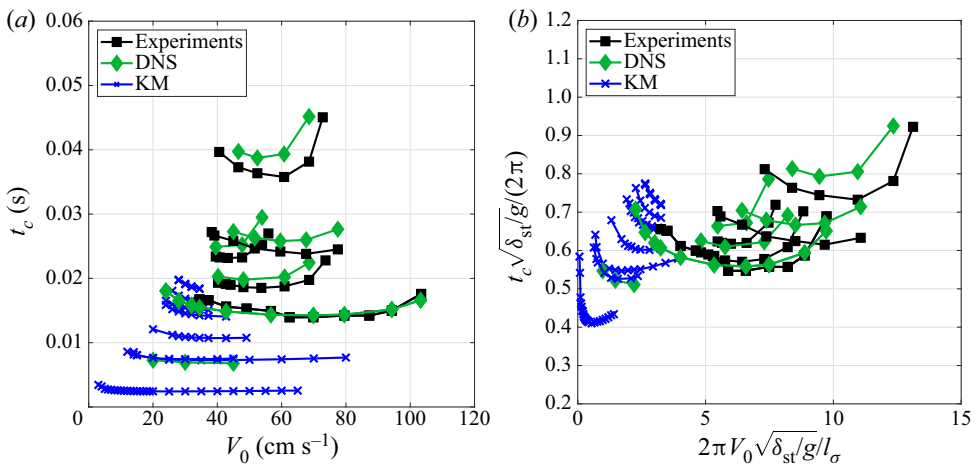 (a)
0.06
0.05
0.04
0.03
0.02
0.01
0
20
40
60
80
100
120
t_c (s)
V_0 (cm s⁻¹)
Experiments
DNS
KM
(b)
1.2
1.1
1.0
0.9
0.8
0.7
0.6
0.5
0.4
0.3
0.2
0
5
10
15
t_c√δ_st/g/(2π)
2πV_0√δ_st/g/l_σ
Experiments
DNS
KM